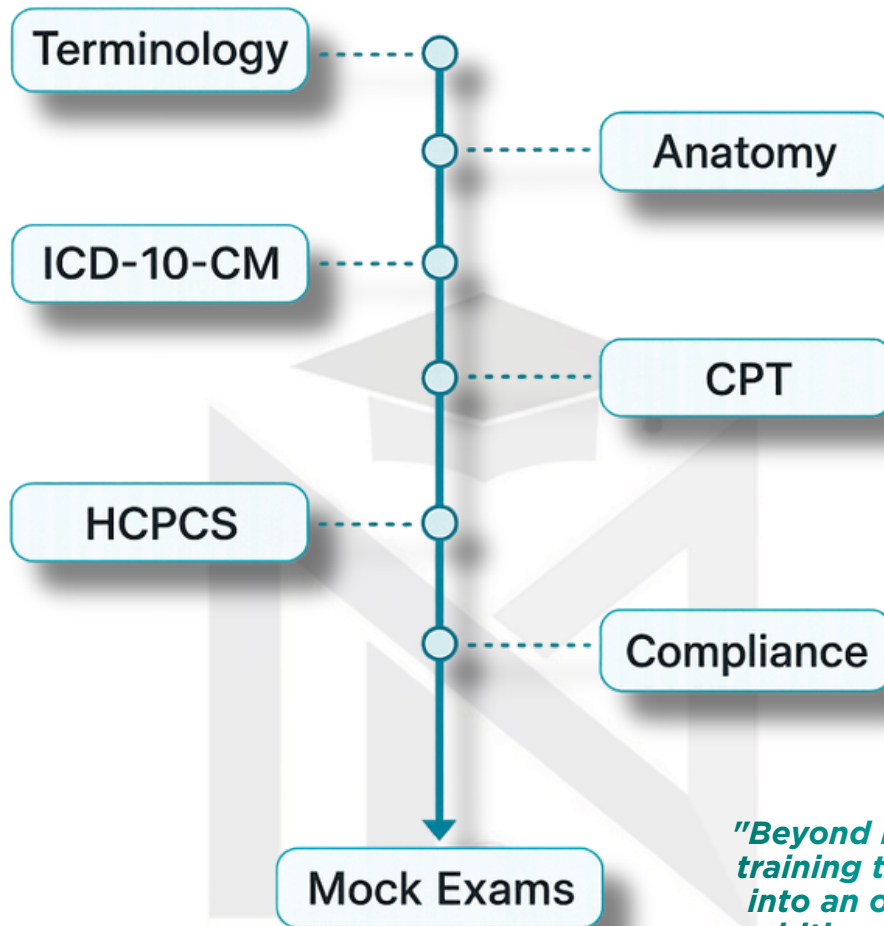 Terminology
Anatomy
ICD-10-CM
CPT
HCPCS
Compliance
Mock Exams
"Beyond
training
into an